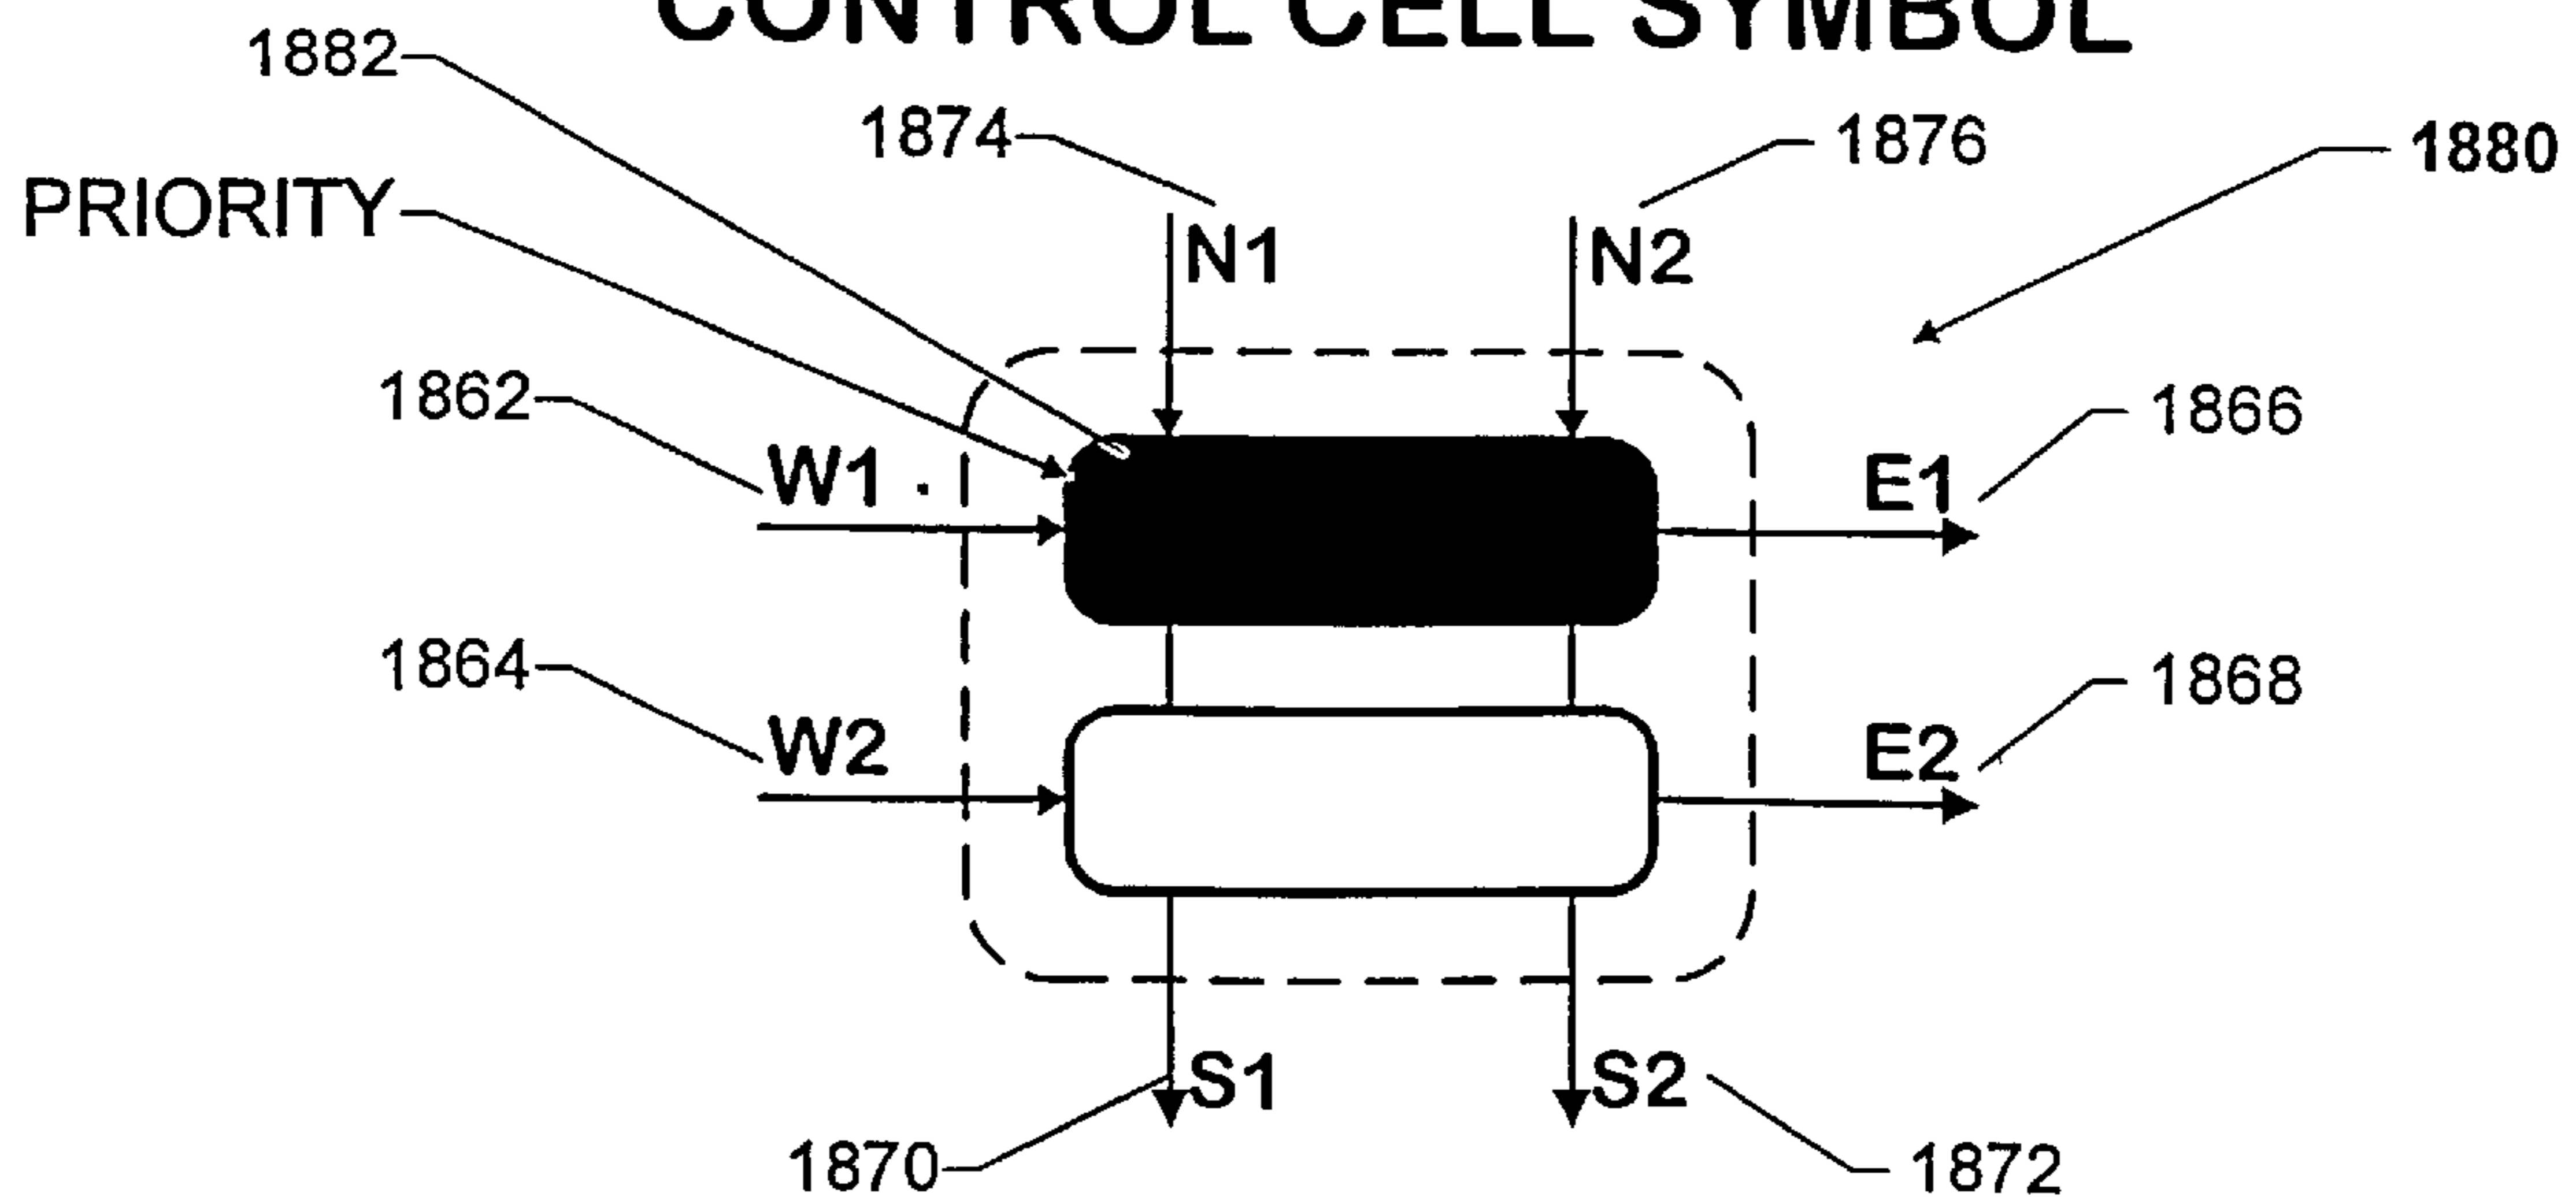 CONTROL CELL SYMBOL
1882
1874
1876
1880
PRIORITY
N1
N2
1862
1866
W1
E1
1864
1868
W2
E2
S1
S2
1870
1872